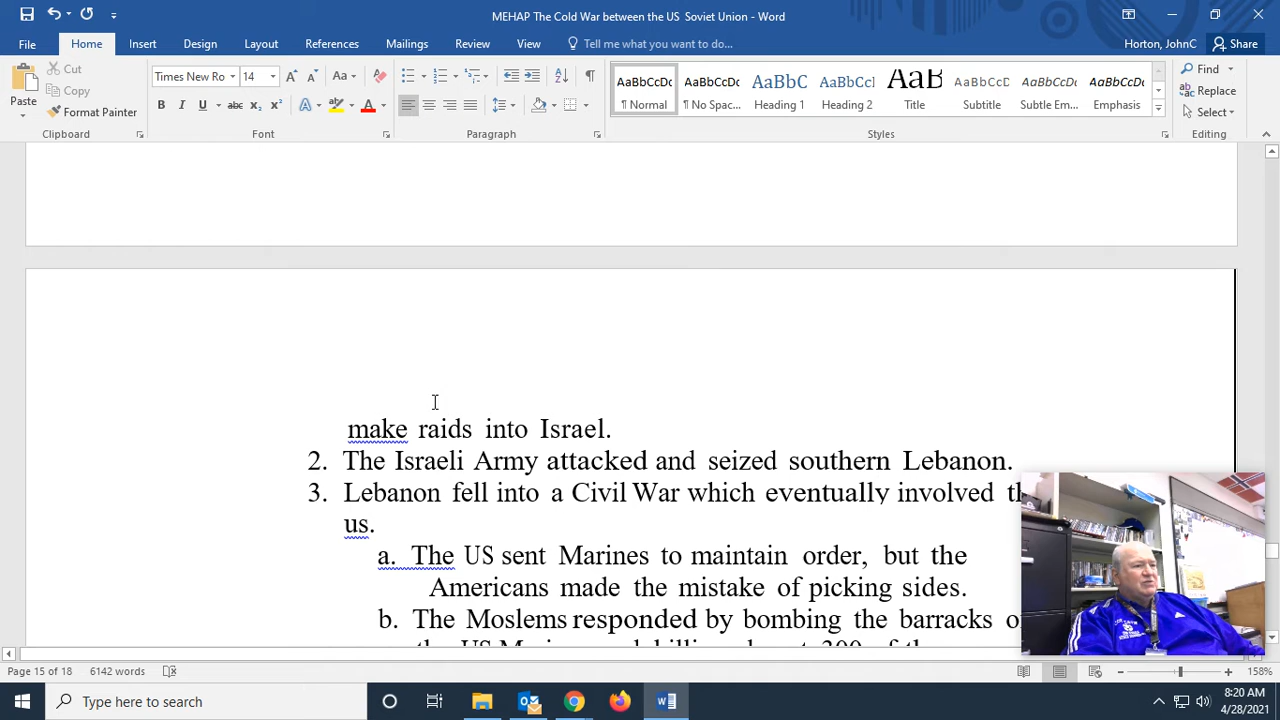 MEHAP The Cold War between the US Soviet Union - Word
File Home Insert Design Layout References Mailings Review View Tell me what you want to do... Horton, JohnC Share
Paste
Cut
Copy
Format Painter
Times New Ro 14
AaBbCcDc AaBbCcDc AaBbC AaBbCcI AaB AaBbCcD AaBbCcDc AaBbCcDc
¶ Normal ¶ No Spac... Heading 1 Heading 2 Title Subtitle Subtle Em... Emphasis
Find
Replace
Select
Clipboard Font Paragraph Styles Editing
make raids into Israel.
2. The Israeli Army attacked and seized southern Lebanon.
3. Lebanon fell into a Civil War which eventually involved
us.
a. The US sent Marines to maintain order, but the
Americans made the mistake of picking sides.
b. The Moslems responded by bombing the barracks
Page 15 of 18 6142 words 158%
Type here to search
8:20 AM
4/28/2021